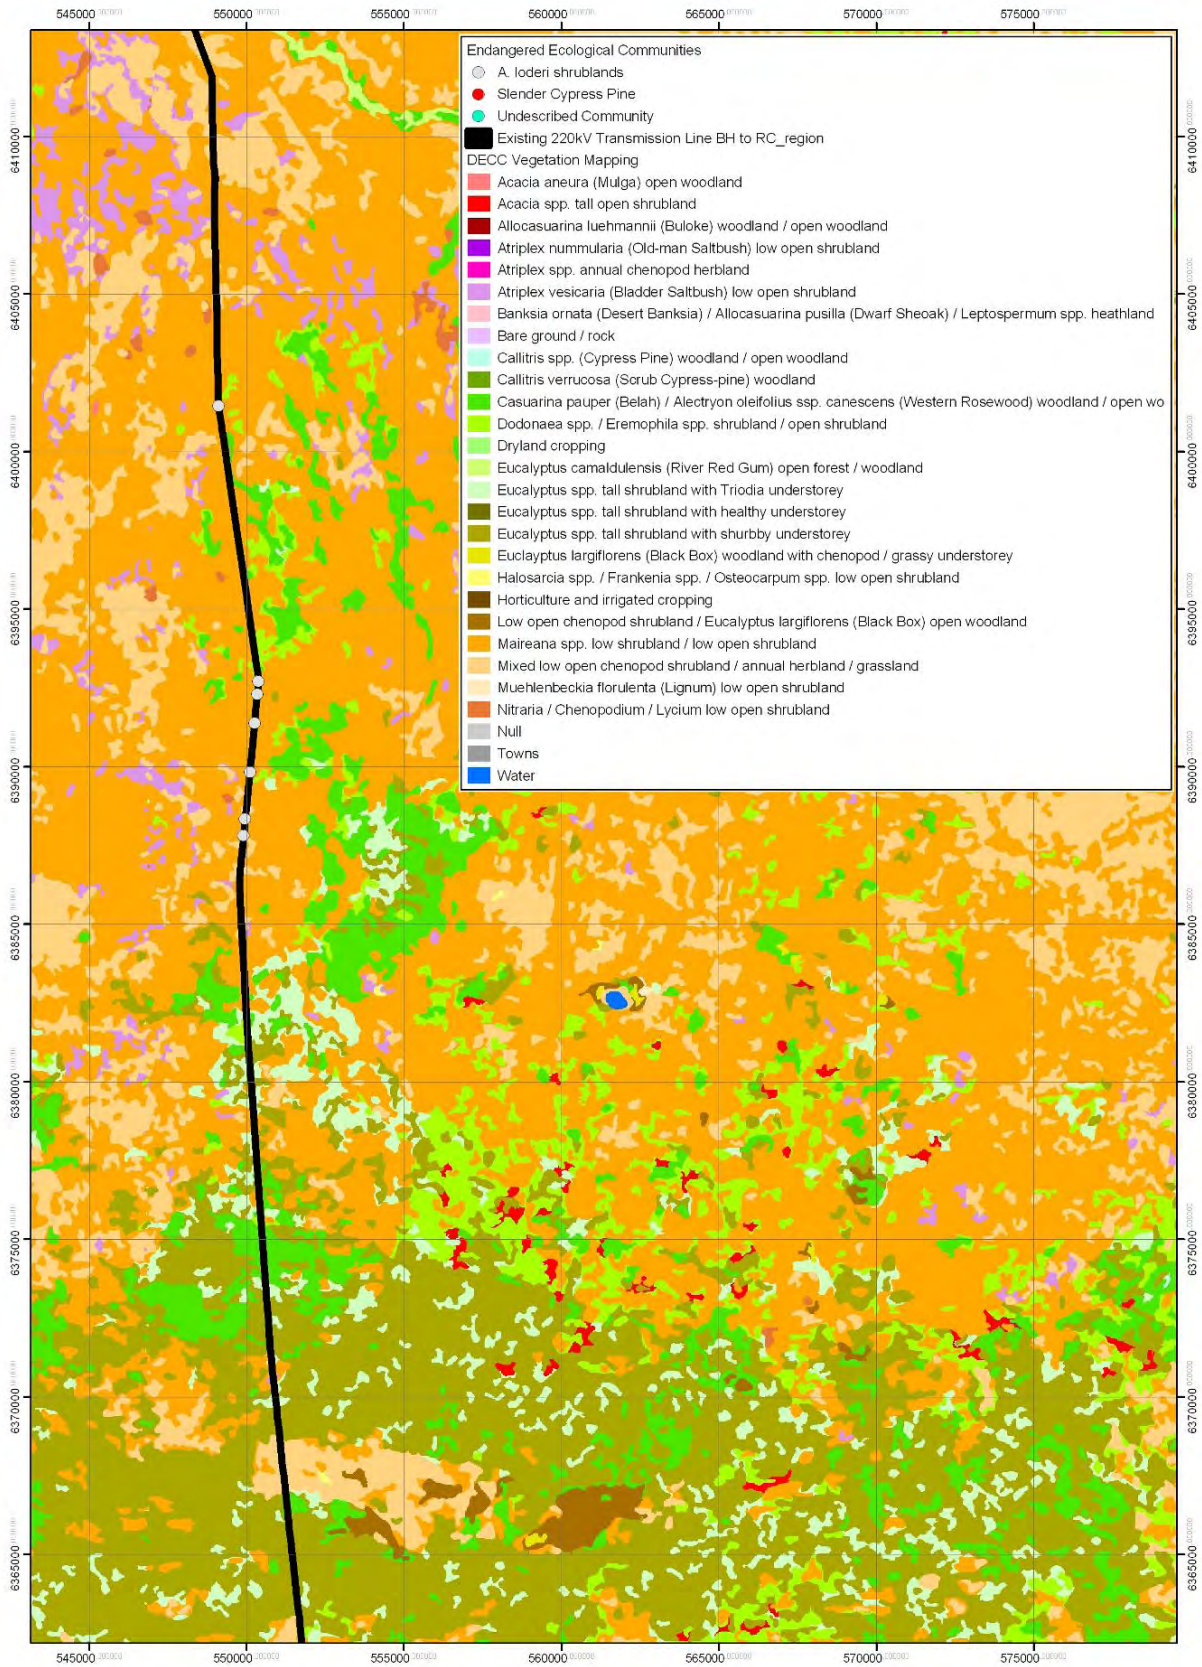 545000 550000 555000 560000 565000 570000 575000
Endangered Ecological Communities
A. loderi shrublands
Slender Cypress Pine
Undescribed Community
Existing 220kV Transmission Line BH to RC_region
DECC Vegetation Mapping
Acacia aneura (Mulga) open woodland
Acacia spp. tall open shrubland
Allocasuarina luehmannii (Buloke) woodland / open woodland
Atriplex nummularia (Old-man Saltbush) low open shrubland
Atriplex spp. annual chenopod herbland
Atriplex vesicaria (Bladder Saltbush) low open shrubland
Banksia ornata (Desert Banksia) / Allocasuarina pusilla (Dwarf Sheoak) / Leptospermum spp. heathland
Bare ground / rock
Callitris spp. (Cypress Pine) woodland / open woodland
Callitris verrucosa (Scrub Cypress-pine) woodland
Casuarina pauper (Belah) / Alectryon oleifolius ssp. canescens (Western Rosewood) woodland / open wo
Dodonaea spp. / Eremophila spp. shrubland / open shrubland
Dryland cropping
Eucalyptus camaldulensis (River Red Gum) open forest / woodland
Eucalyptus spp. tall shrubland with Triodia understorey
Eucalyptus spp. tall shrubland with healthy understorey
Eucalyptus spp. tall shrubland with shurbby understorey
Euclayptus largiflorens (Black Box) woodland with chenopod / grassy understorey
Halosarcia spp. / Frankenia spp. / Osteocarpum spp. low open shrubland
Horticulture and irrigated cropping
Low open chenopod shrubland / Eucalyptus largiflorens (Black Box) open woodland
Maireana spp. low shrubland / low open shrubland
Mixed low open chenopod shrubland / annual herbland / grassland
Muehlenbeckia florulenta (Lignum) low open shrubland
Nitraria / Chenopodium / Lycium low open shrubland
Null
Towns
Water
6410000
6405000
6400000
6395000
6390000
6385000
6380000
6375000
6370000
6365000
6410000
6405000
6400000
6395000
6390000
6385000
6380000
6375000
6370000
6365000
545000 550000 555000 560000 565000 570000 575000